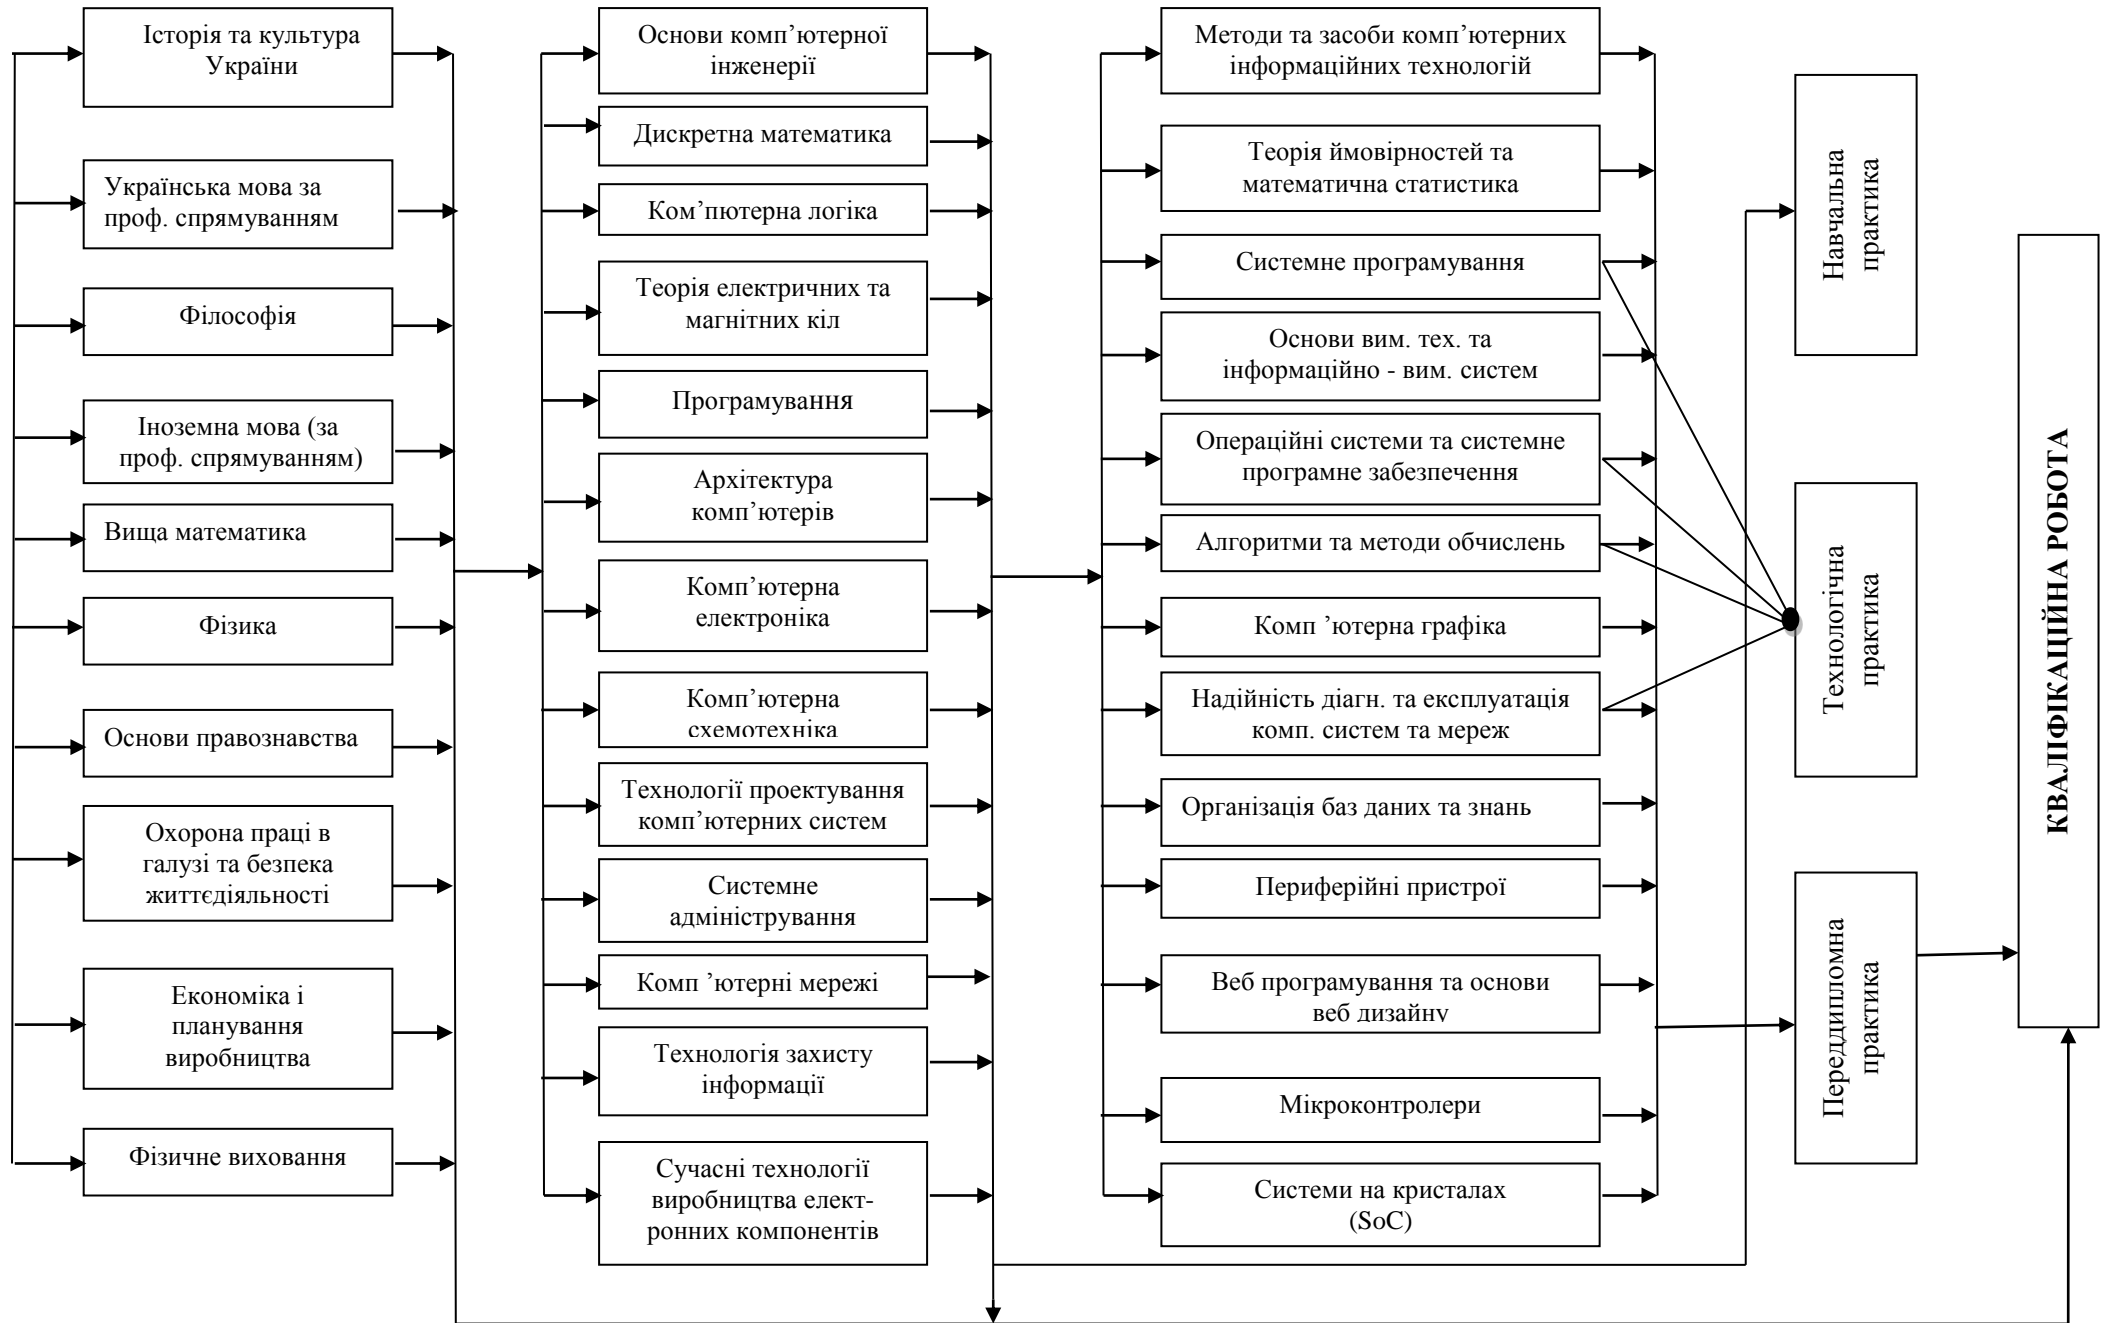 Історія та культура
України
Українська мова за
проф. спрямуванням
Філософія
Іноземна мова (за
проф. спрямуванням)
Вища математика
Фізика
Основи правознавства
Охорона праці в
галузі та безпека
життєдіяльності
Економіка і
планування
виробництва
Фізичне виховання
Основи комп’ютерної
інженерії
Дискретна математика
Ком’пютерна логіка
Теорія електричних та
магнітних кіл
Програмування
Архітектура
комп’ютерів
Комп’ютерна
електроніка
Комп’ютерна
схемотехніка
Технології проектування
комп’ютерних систем
Системне
адміністрування
Комп ’ютерні мережі
Технологія захисту
інформації
Сучасні технології
виробництва елект-
ронних компонентів
Методи та засоби комп’ютерних
інформаційних технологій
Теорія ймовірностей та
математична статистика
Системне програмування
Основи вим. тех. та
інформаційно - вим. систем
Операційні системи та системне
програмне забезпечення
Алгоритми та методи обчислень
Комп ’ютерна графіка
Надійність діагн. та експлуатація
комп. систем та мереж
Організація баз даних та знань
Периферійні пристрої
Веб програмування та основи
веб дизайну
Мікроконтролери
Системи на кристалах
(SoC)
Навчальна
практика
Технологічна
практика
Переддипломна
практика
КВАЛІФІКАЦІЙНА РОБОТА